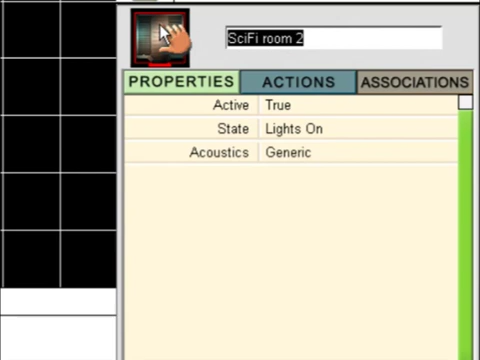 SciFi room 2
PROPERTIES ACTIONS ASSOCIATIONS
Active True
State Lights On
Acoustics Generic